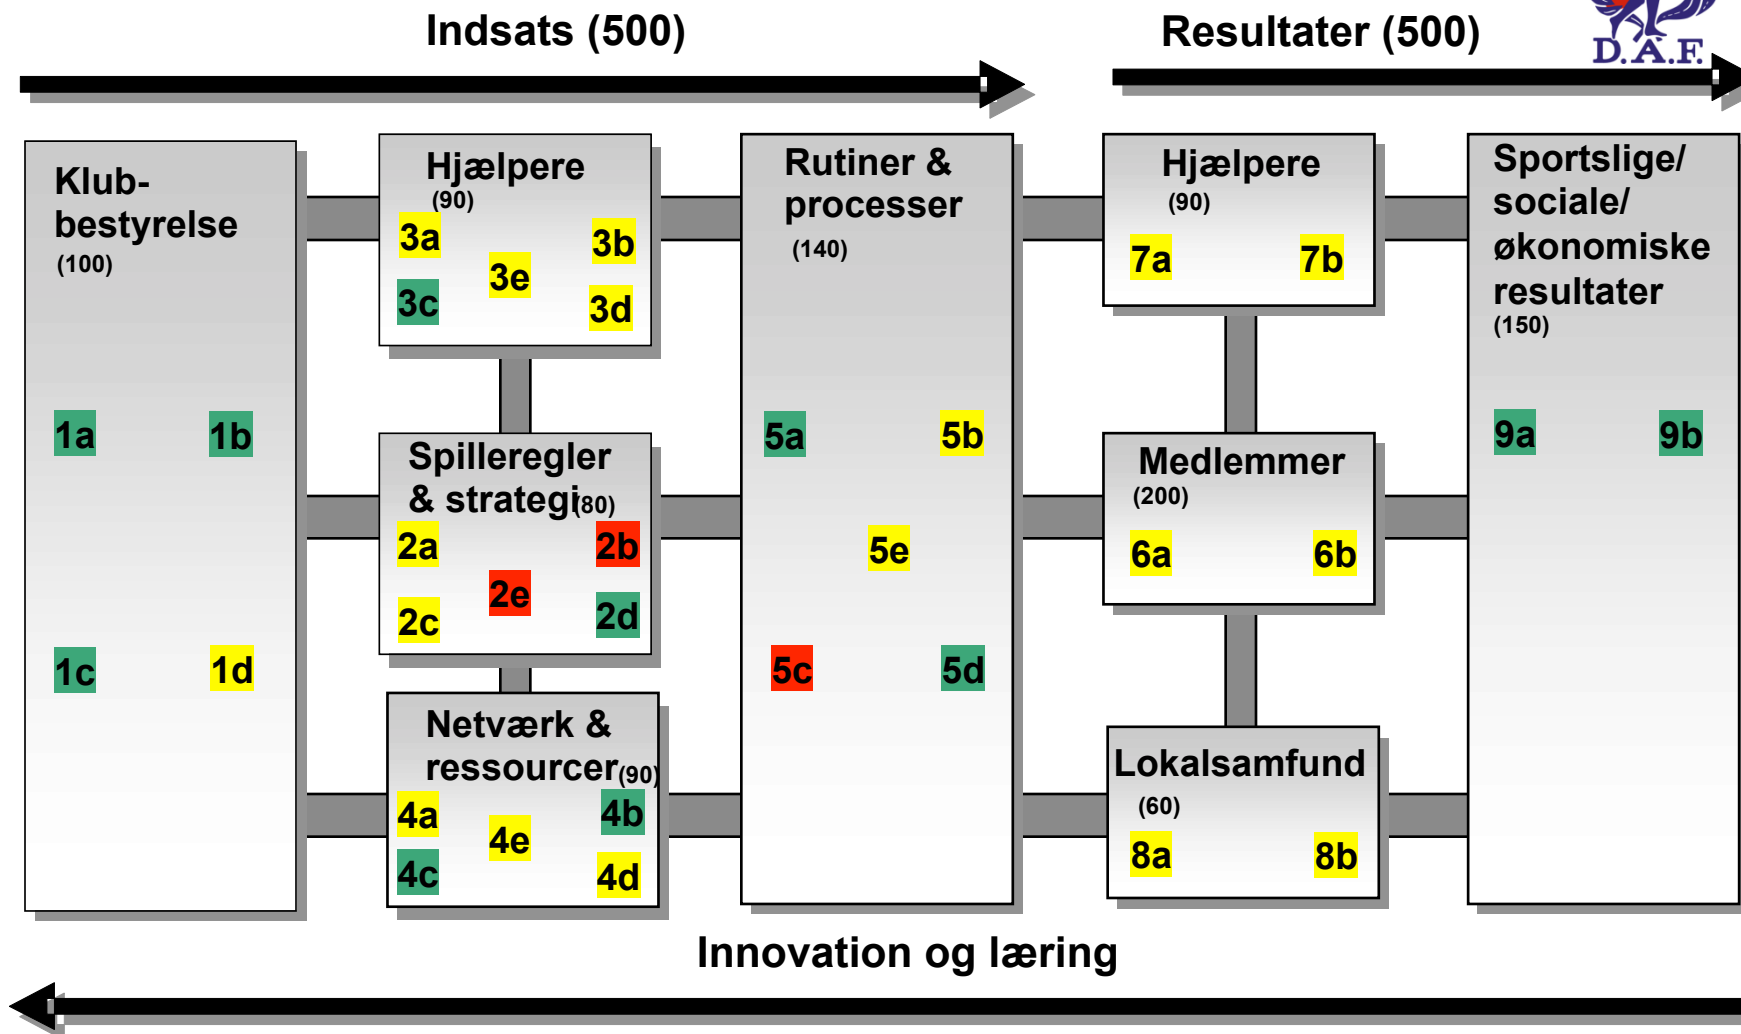 Indsats (500)
Resultater (500)
D.A.F.
Klub-
bestyrelse
(100)
1a
1b
1c
1d
Hjælpere
(90)
3a
3b
3e
3c
3d
Spilleregler
& strategi(80)
2a
2b
2e
2c
2d
Netværk &
ressourcer(90)
4a
4b
4e
4c
4d
Rutiner &
processer
(140)
5a
5b
5e
5c
5d
Hjælpere
(90)
7a
7b
Medlemmer
(200)
6a
6b
Lokalsamfund
(60)
8a
8b
Sportslige/
sociale/
økonomiske
resultater
(150)
9a
9b
Innovation og læring